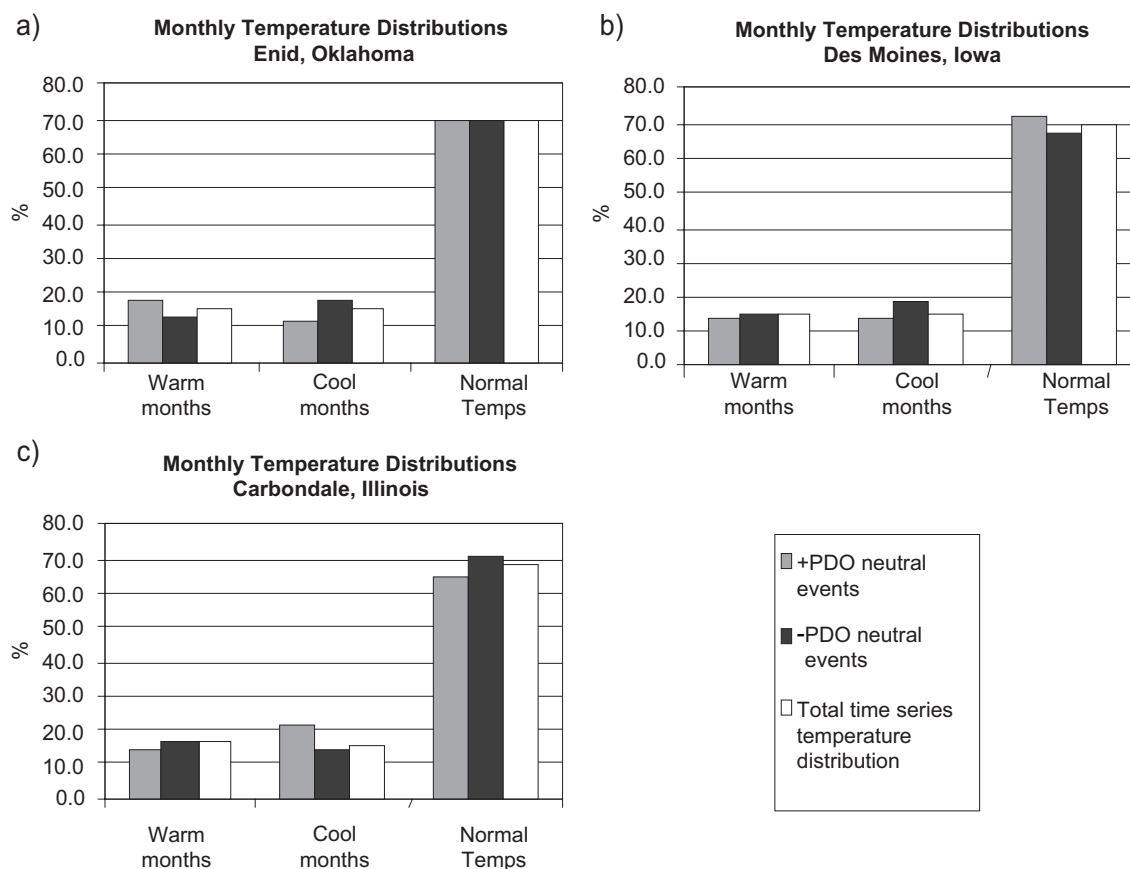 a)
Monthly Temperature Distributions
Enid, Oklahoma
80.0
70.0
60.0
50.0
40.0
30.0
20.0
10.0
0.0
%
Warm
months
Cool
months
Normal
Temps
b)
Monthly Temperature Distributions
Des Moines, Iowa
80.0
70.0
60.0
50.0
40.0
30.0
20.0
10.0
0.0
%
Warm
months
Cool
months
Normal
Temps
c)
Monthly Temperature Distributions
Carbondale, Illinois
80.0
70.0
60.0
50.0
40.0
30.0
20.0
10.0
0.0
%
Warm
months
Cool
months
Normal
Temps
+PDO neutral
events
-PDO neutral
events
Total time series
temperature
distribution